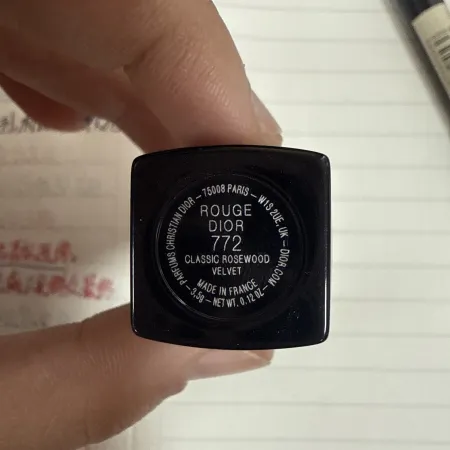 PARFUMS CHRISTIAN DIOR – 75008 PARIS – W1S 2UE, UK – DIOR.COM
ROUGE
DIOR
772
CLASSIC ROSEWOOD
VELVET
MADE IN FRANCE
– 3,5g – NET WT. 0.12 OZ. –